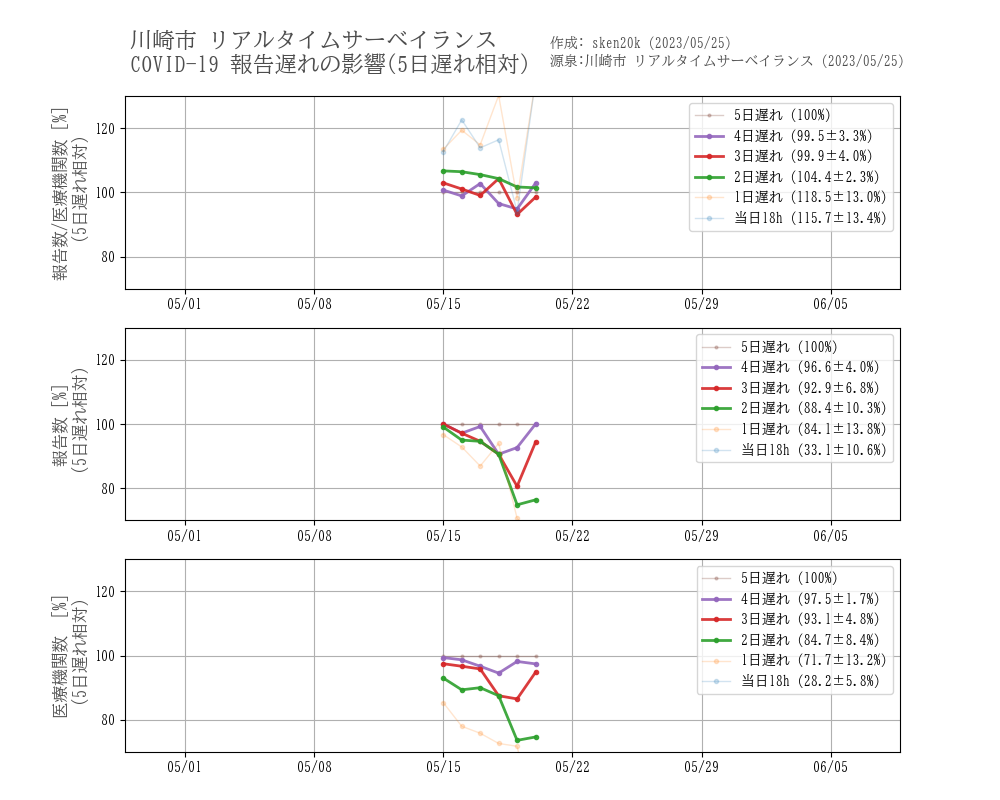 川崎市 リアルタイムサーベイランス
COVID-19 報告遅れの影響(5日遅れ相対)
作成: sken20k (2023/05/25)
源泉:川崎市 リアルタイムサーベイランス (2023/05/25)
報告数/医療機関数 [%]
(5日遅れ相対)
120
100
80
5日遅れ (100%)
4日遅れ (99.5±3.3%)
3日遅れ (99.9±4.0%)
2日遅れ (104.4±2.3%)
1日遅れ (118.5±13.0%)
当日18h (115.7±13.4%)
05/01 05/08 05/15 05/22 05/29 06/05
報告数 [%]
(5日遅れ相対)
120
100
80
5日遅れ (100%)
4日遅れ (96.6±4.0%)
3日遅れ (92.9±6.8%)
2日遅れ (88.4±10.3%)
1日遅れ (84.1±13.8%)
当日18h (33.1±10.6%)
05/01 05/08 05/15 05/22 05/29 06/05
医療機関数 [%]
(5日遅れ相対)
120
100
80
5日遅れ (100%)
4日遅れ (97.5±1.7%)
3日遅れ (93.1±4.8%)
2日遅れ (84.7±8.4%)
1日遅れ (71.7±13.2%)
当日18h (28.2±5.8%)
05/01 05/08 05/15 05/22 05/29 06/05